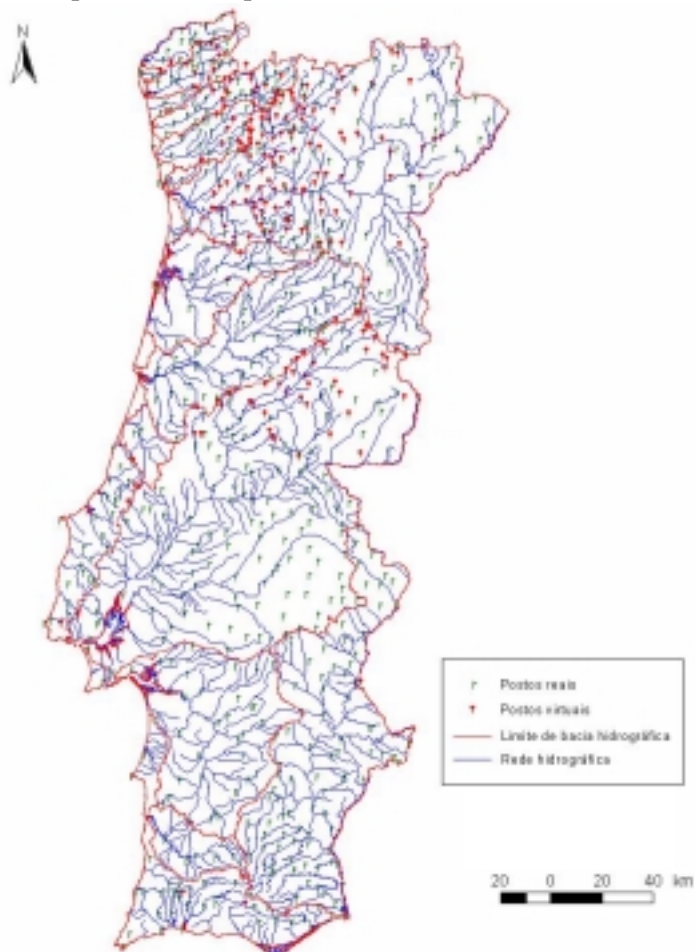 N
Postos reais
Postos virtuais
Limite de bacia hidrográfica
Rede hidrográfica
20 0 20 40 km